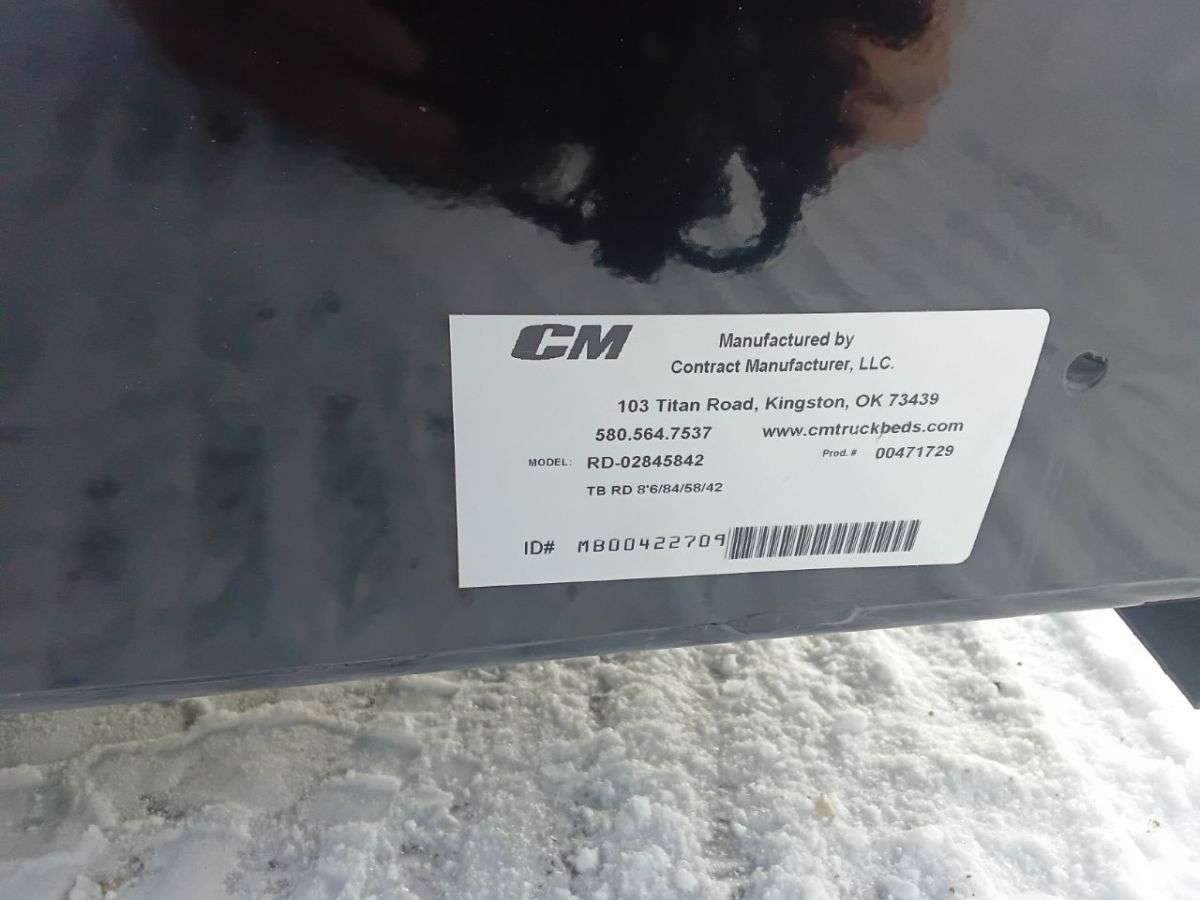 CM
Manufactured by
Contract Manufacturer, LLC.
103 Titan Road, Kingston, OK 73439
580.564.7537 www.cmtruckbeds.com
MODEL: RD-02845842 Prod. # 00471729
TB RD 8'6/84/58/42
ID# MB00422709